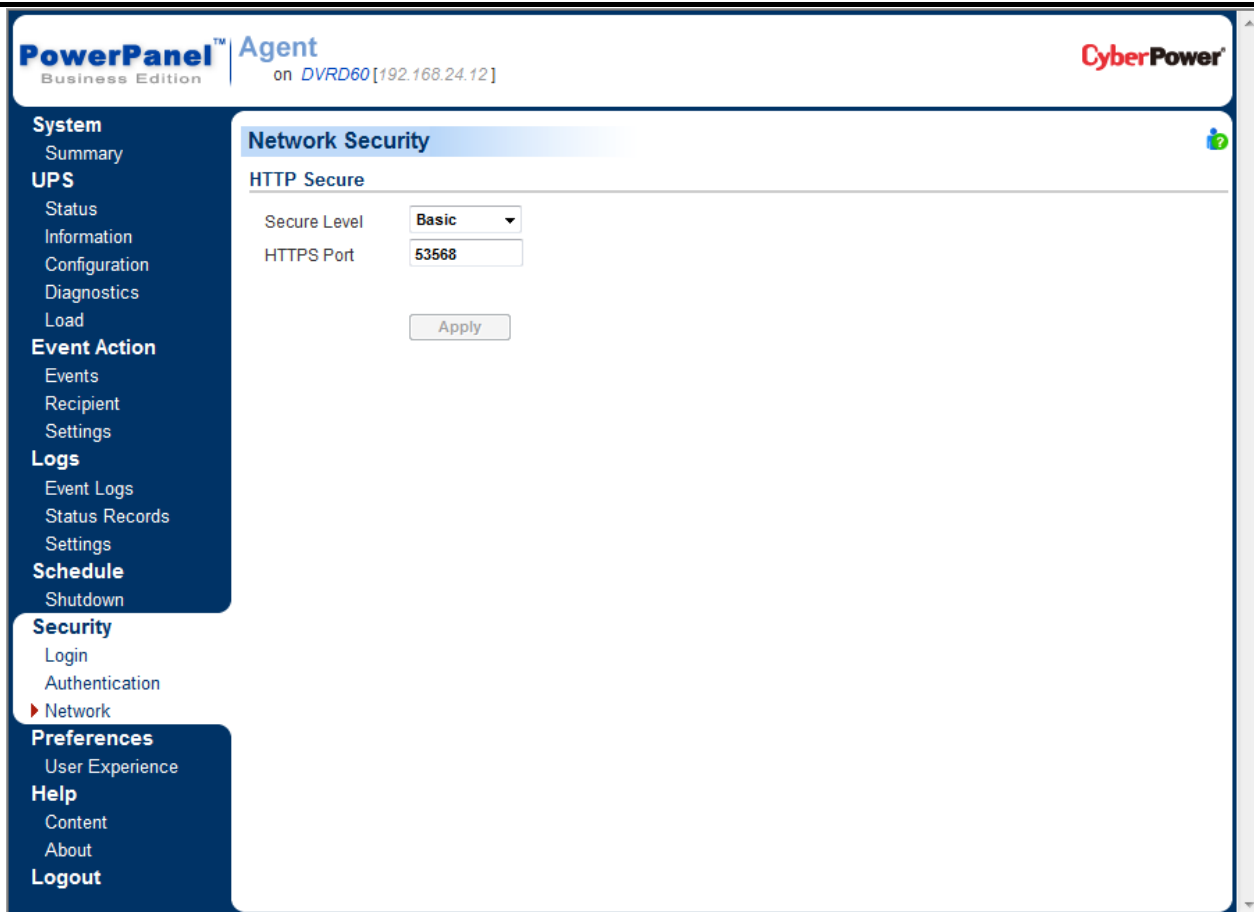 PowerPanel™
Business Edition
Agent
on DVRD60 [192.168.24.12]
CyberPower
System
Summary
UPS
Status
Information
Configuration
Diagnostics
Load
Event Action
Events
Recipient
Settings
Logs
Event Logs
Status Records
Settings
Schedule
Shutdown
Security
Login
Authentication
Network
Preferences
User Experience
Help
Content
About
Logout
Network Security
?
HTTP Secure
Secure Level Basic
HTTPS Port 53568
Apply